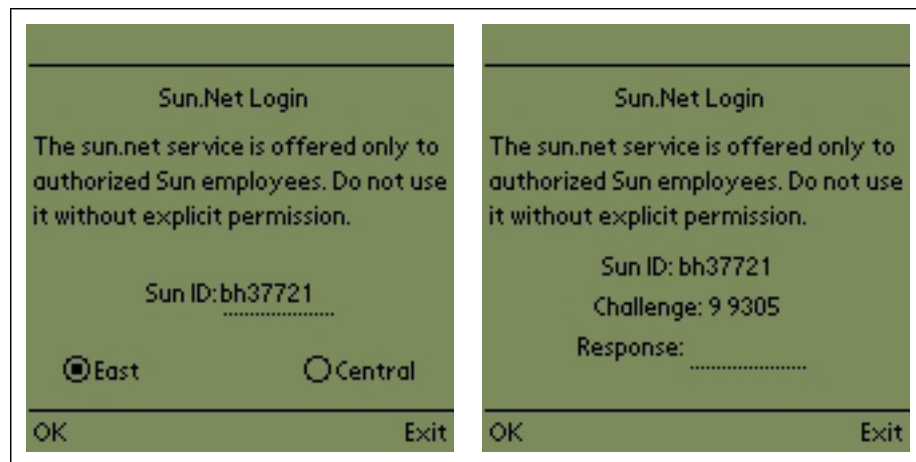 Sun.Net Login
The sun.net service is offered only to
authorized Sun employees. Do not use
it without explicit permission.
Sun ID: bh37721
East Central
OK Exit
Sun.Net Login
The sun.net service is offered only to
authorized Sun employees. Do not use
it without explicit permission.
Sun ID: bh37721
Challenge: 9 9305
Response:
OK Exit